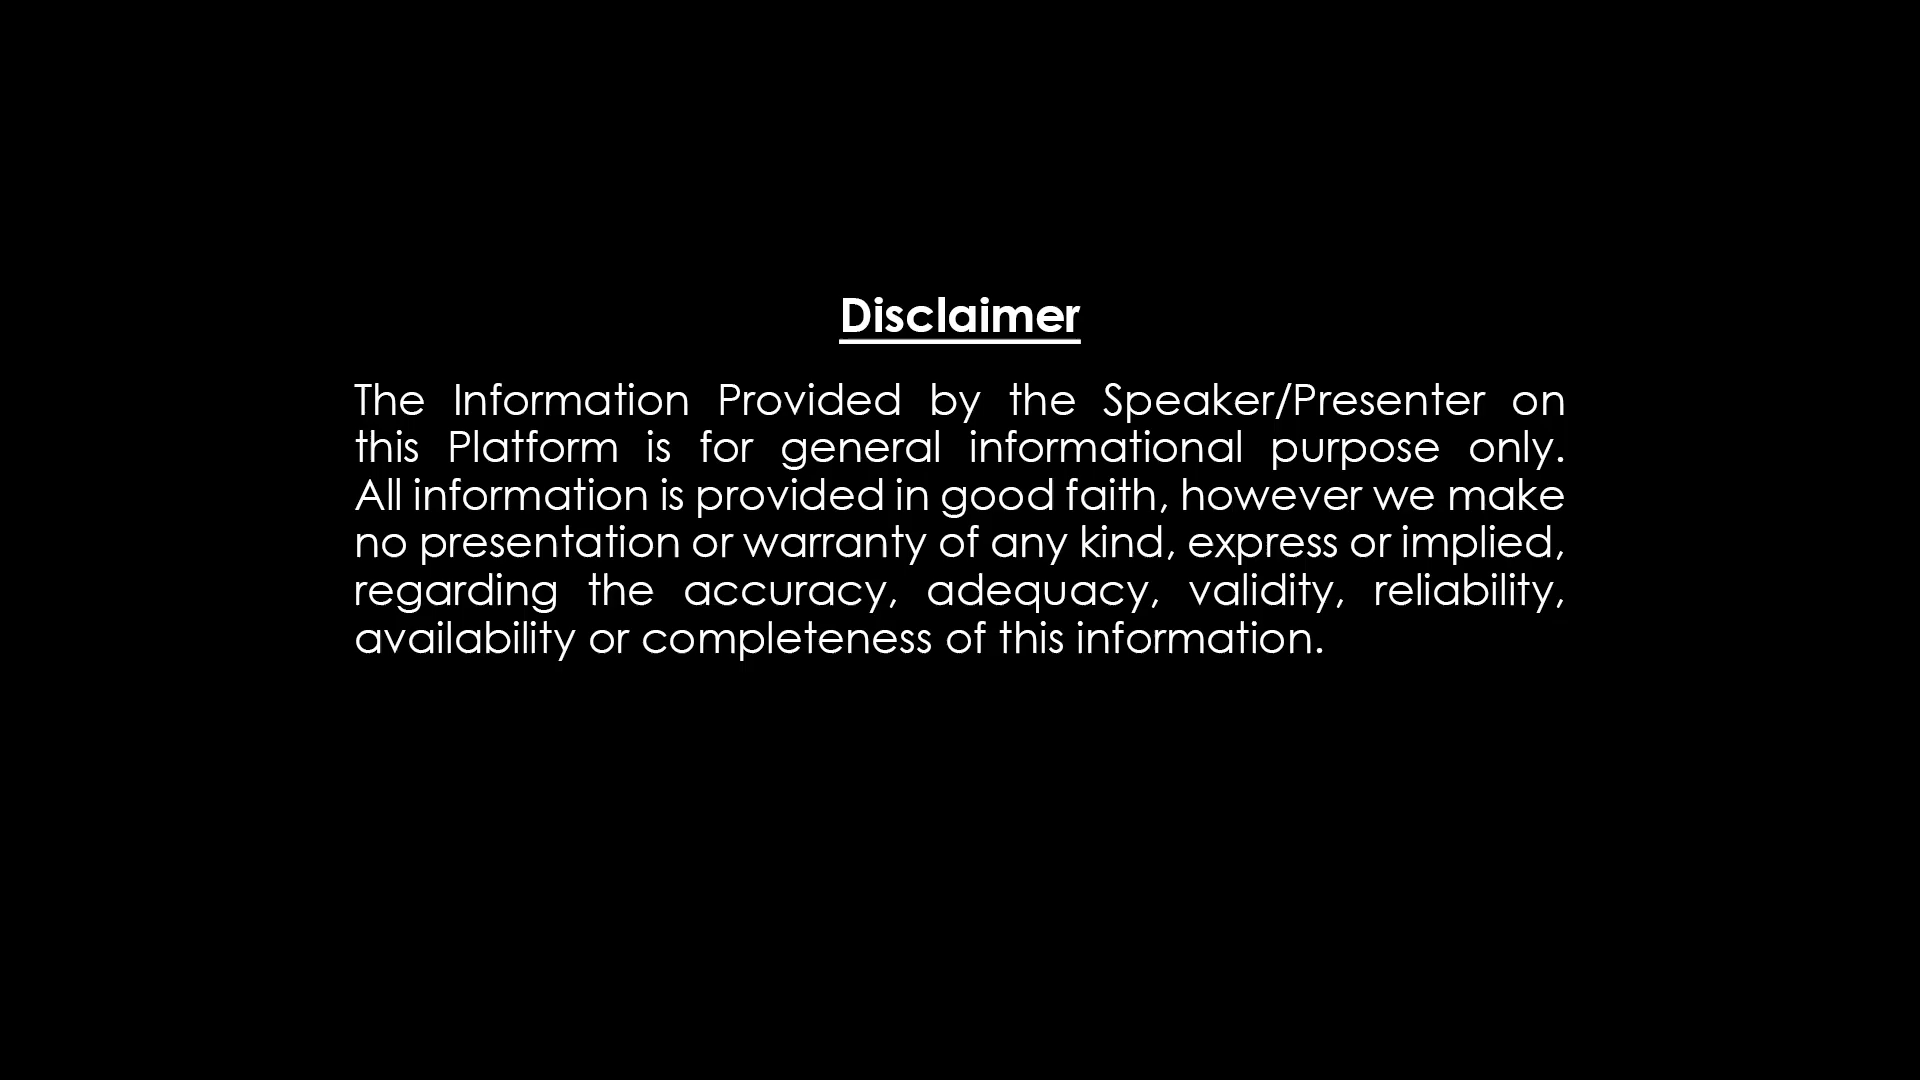 Disclaimer
The Information Provided by the Speaker/Presenter on
this Platform is for general informational purpose only.
All information is provided in good faith, however we make
no presentation or warranty of any kind, express or implied,
regarding the accuracy, adequacy, validity, reliability,
availability or completeness of this information.